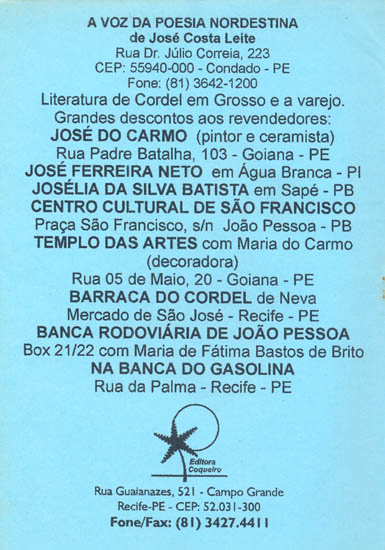 A VOZ DA POESIA NORDESTINA
de José Costa Leite
Rua Dr. Júlio Correia, 223
CEP: 55940-000 - Condado - PE
Fone: (81) 3642-1200
Literatura de Cordel em Grosso e a varejo.
Grandes descontos aos revendedores:
JOSÉ DO CARMO (pintor e ceramista)
Rua Padre Batalha, 103 - Goiana - PE
JOSÉ FERREIRA NETO em Água Branca - PI
JOSÉLIA DA SILVA BATISTA em Sapé - PB
CENTRO CULTURAL DE SÃO FRANCISCO
Praça São Francisco, s/n João Pessoa - PB
TEMPLO DAS ARTES com Maria do Carmo
(decoradora)
Rua 05 de Maio, 20 - Goiana - PE
BARRACA DO CORDEL de Neva
Mercado de São José - Recife - PE
BANCA RODOVIÁRIA DE JOÃO PESSOA
Box 21/22 com Maria de Fátima Bastos de Brito
NA BANCA DO GASOLINA
Rua da Palma - Recife - PE
Editora
Coqueiro
Rua Guaianazes, 521 - Campo Grande
Recife-PE - CEP: 52.031-300
Fone/Fax: (81) 3427.4411